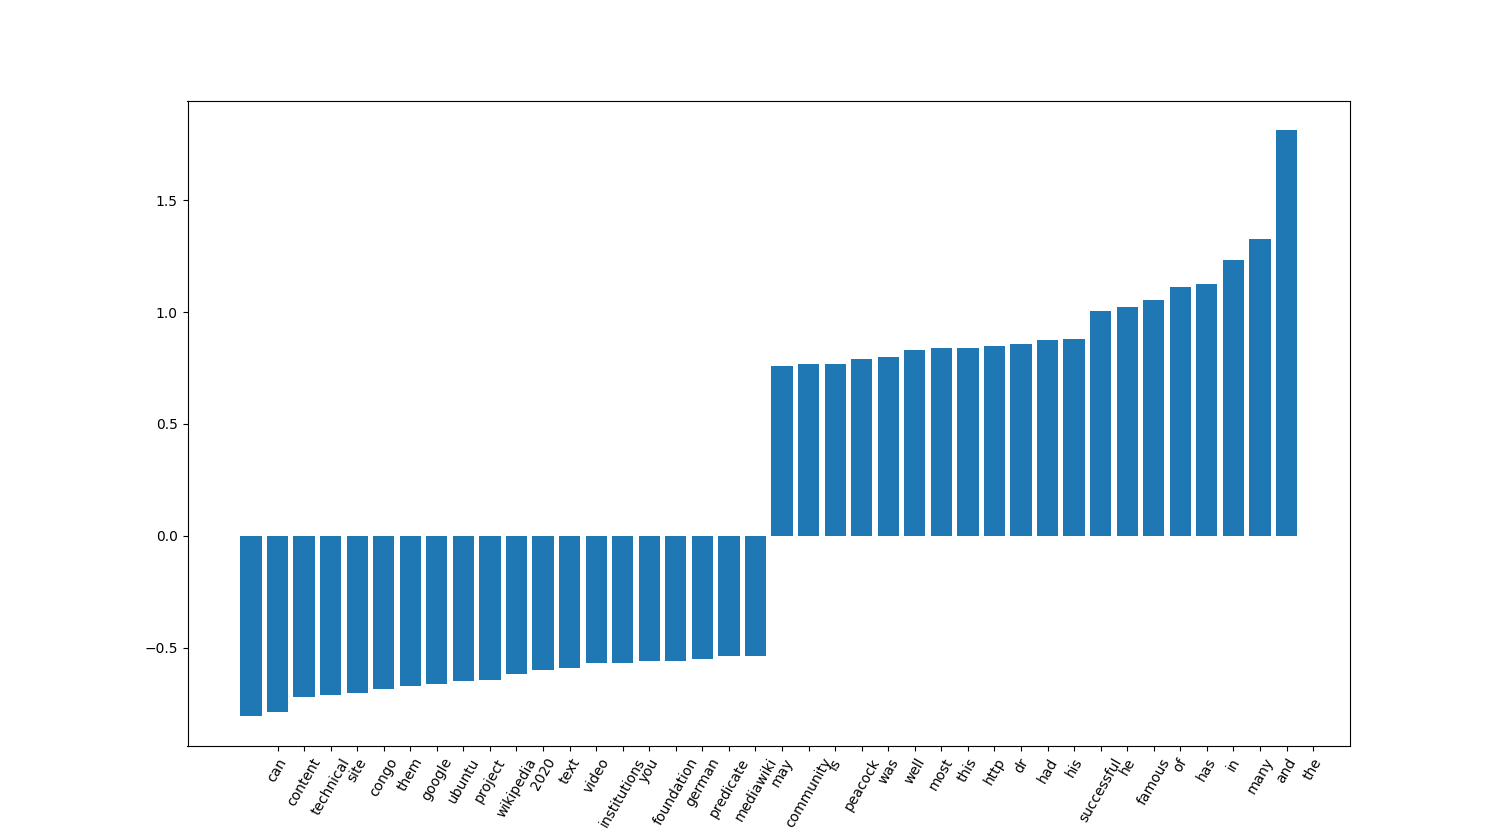 1.5
1.0
0.5
0.0
−0.5
can
content
technical
site
congo
them
google
ubuntu
project
wikipedia
2020
text
video
institutions
you
foundation
german
predicate
mediawiki
may
community
is
peacock
was
well
most
this
http
dr
had
his
successful
he
famous
of
has
in
many
and
the